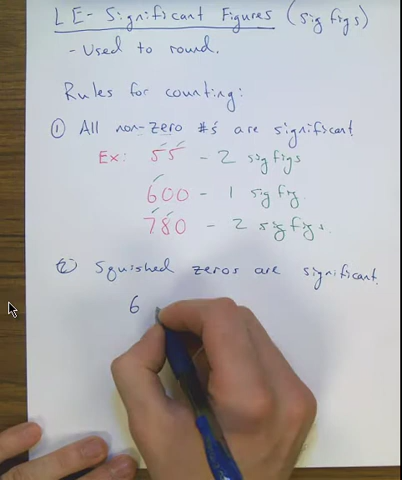 LE- Significant Figures (sig figs)
- Used to round.
Rules for counting:
① All non-zero #'s are significant
Ex: 55 - 2 sig figs
600 - 1 sig fig.
780 - 2 sig figs.
② Squished zeros are significant.
6